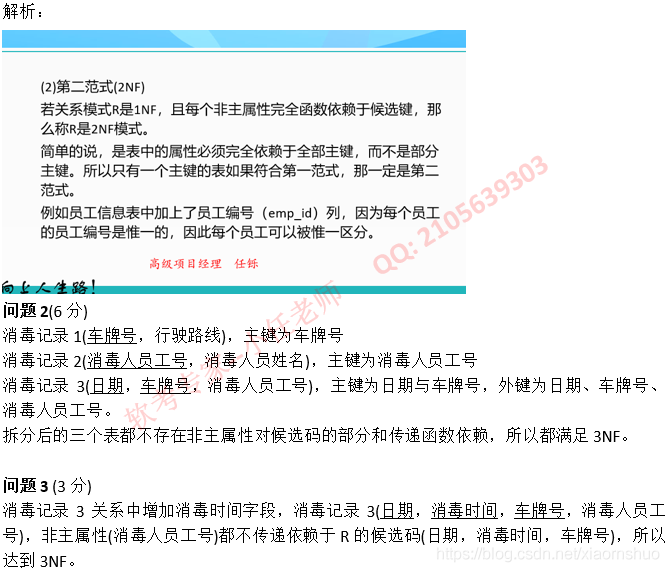 解析：
(2)第二范式(2NF)
若关系模式R是1NF，且每个非主属性完全函数依赖于候选键，那
么称R是2NF模式。
简单的说，是表中的属性必须完全依赖于全部主键，而不是部分
主键。所以只有一个主键的表如果符合第一范式，那一定是第二
范式。
例如员工信息表中加上了员工编号（emp_id）列，因为每个员工
的员工编号是惟一的，因此每个员工可以被惟一区分。
高级项目经理 任铄
QQ: 2105639303
向上人生路！
软考专家-小任老师
问题 2(6 分)
消毒记录 1(车牌号，行驶路线)，主键为车牌号
消毒记录 2(消毒人员工号，消毒人员姓名)，主键为消毒人员工号
消毒记录 3(日期，车牌号，消毒人员工号)，主键为日期与车牌号，外键为日期、车牌号、
消毒人员工号。
拆分后的三个表都不存在非主属性对候选码的部分和传递函数依赖，所以都满足 3NF。
问题 3 (3 分)
消毒记录 3 关系中增加消毒时间字段，消毒记录 3(日期，消毒时间，车牌号，消毒人员工
号)，非主属性(消毒人员工号)都不传递依赖于 R 的候选码(日期，消毒时间，车牌号)，所以
达到 3NF。
https://blog.csdn.net/xiaomshuo